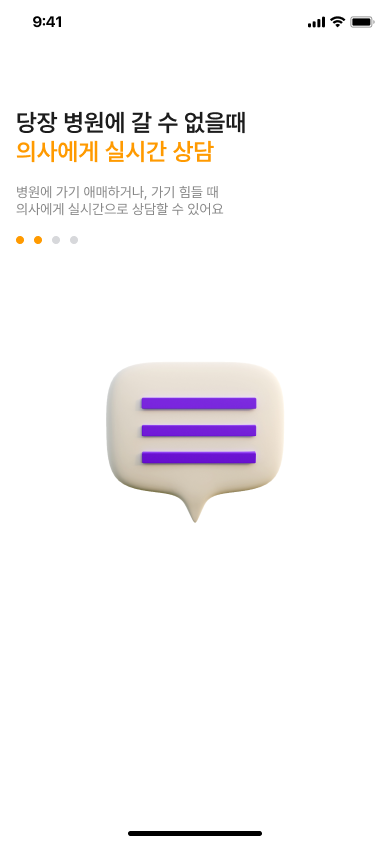 9:41
당장 병원에 갈 수 없을때
의사에게 실시간 상담
병원에 가기 애매하거나, 가기 힘들 때
의사에게 실시간으로 상담할 수 있어요